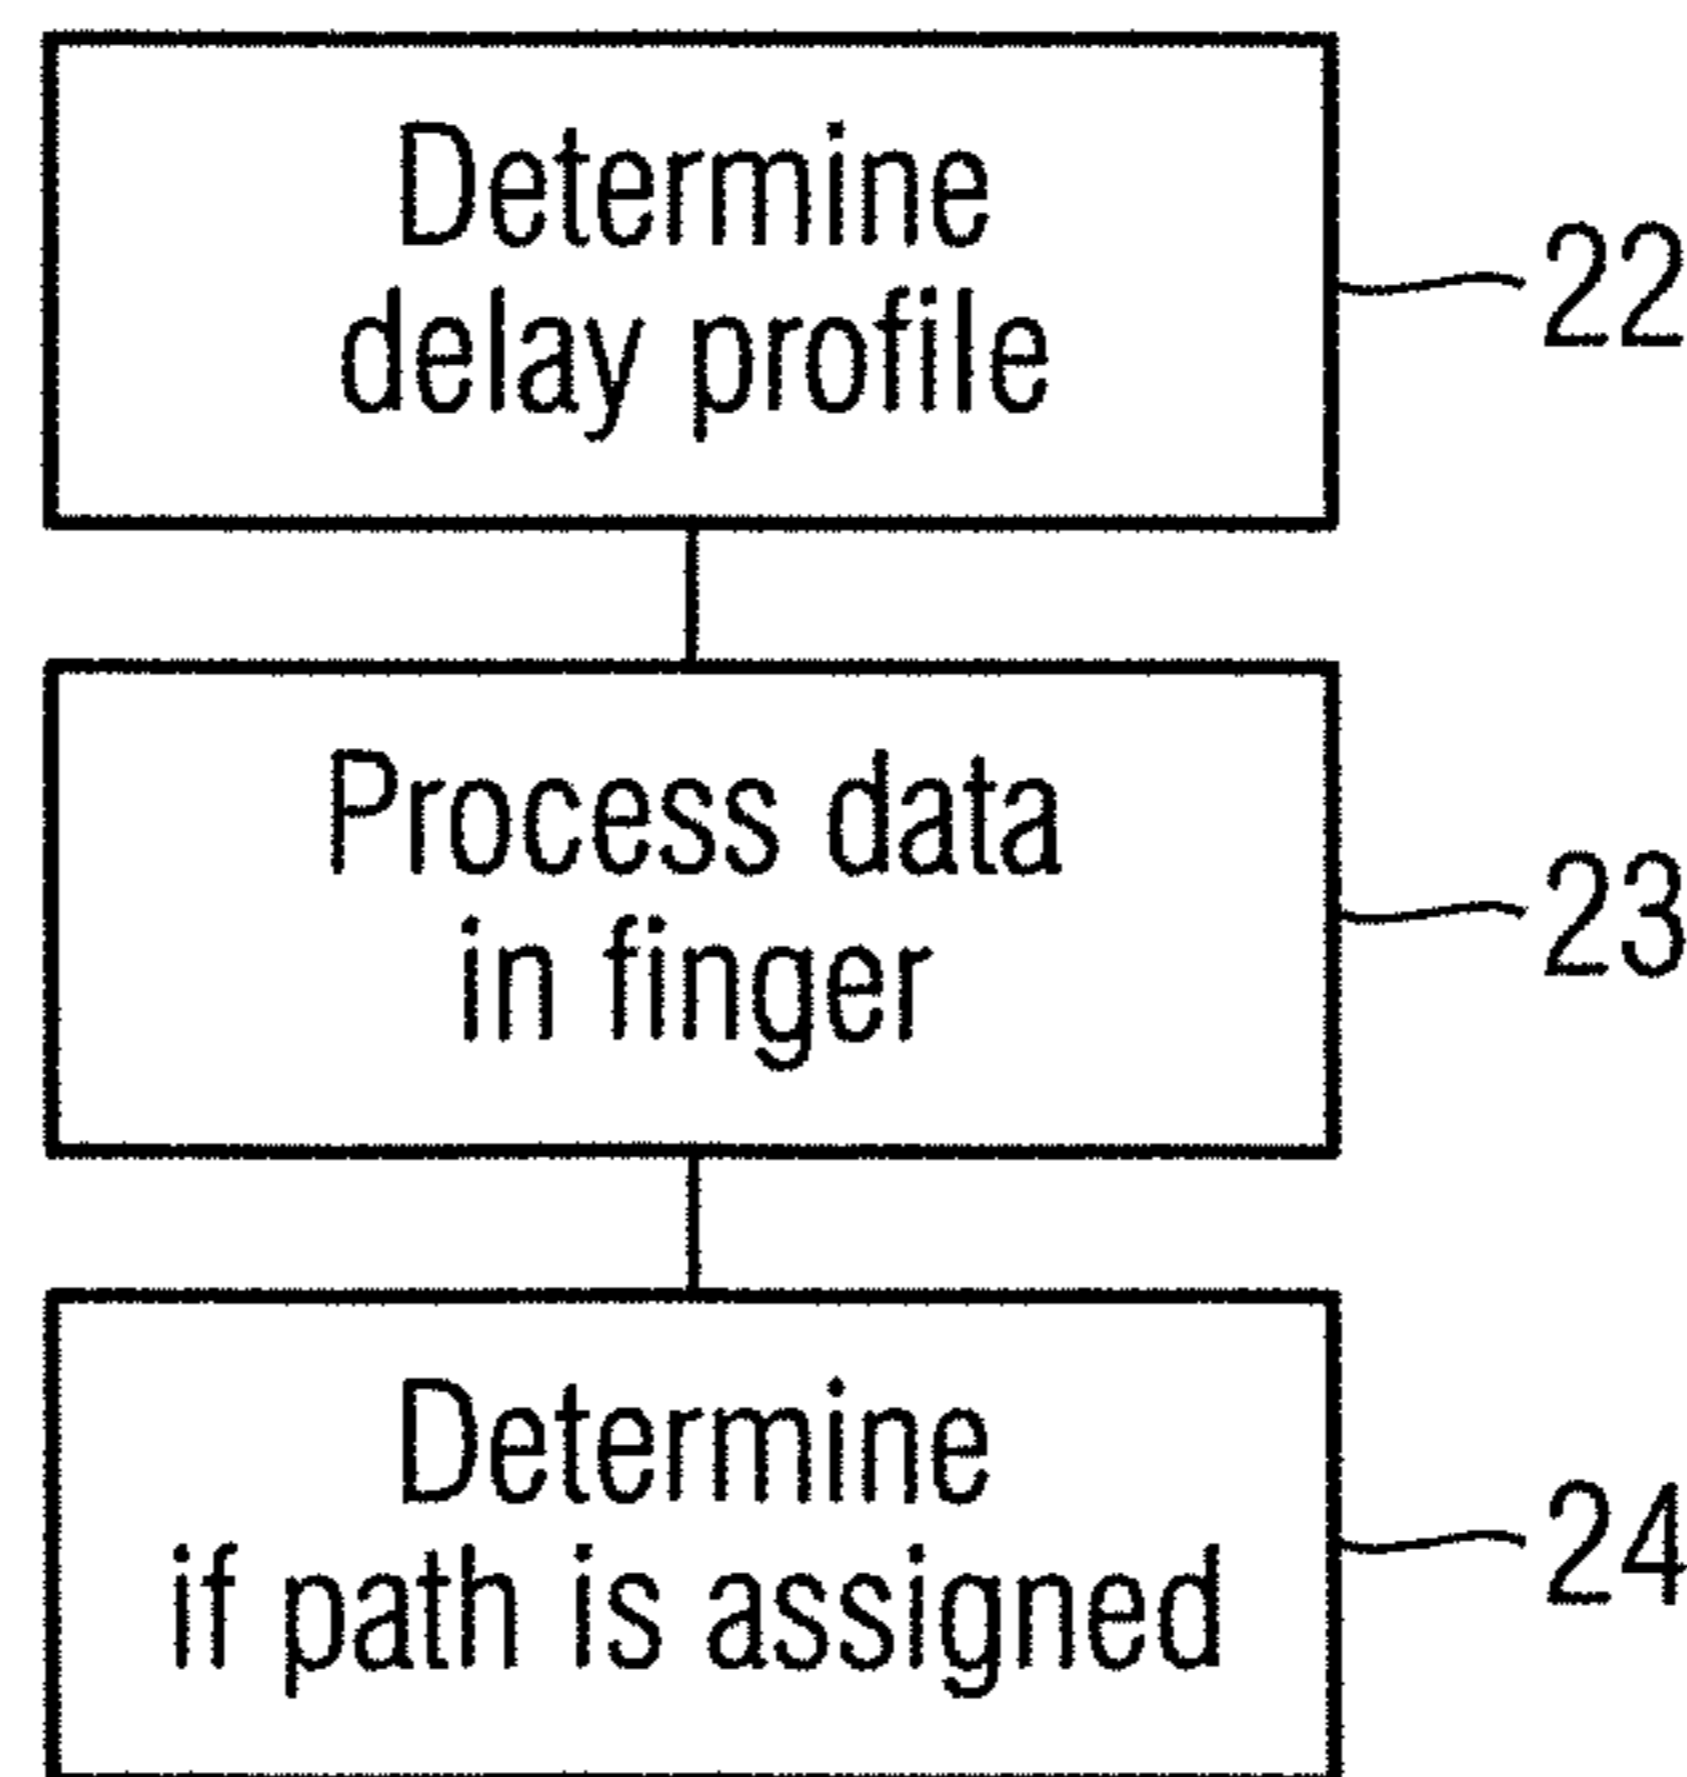 Determine
delay profile
22
Process data
in finger
23
Determine
if path is assigned
24